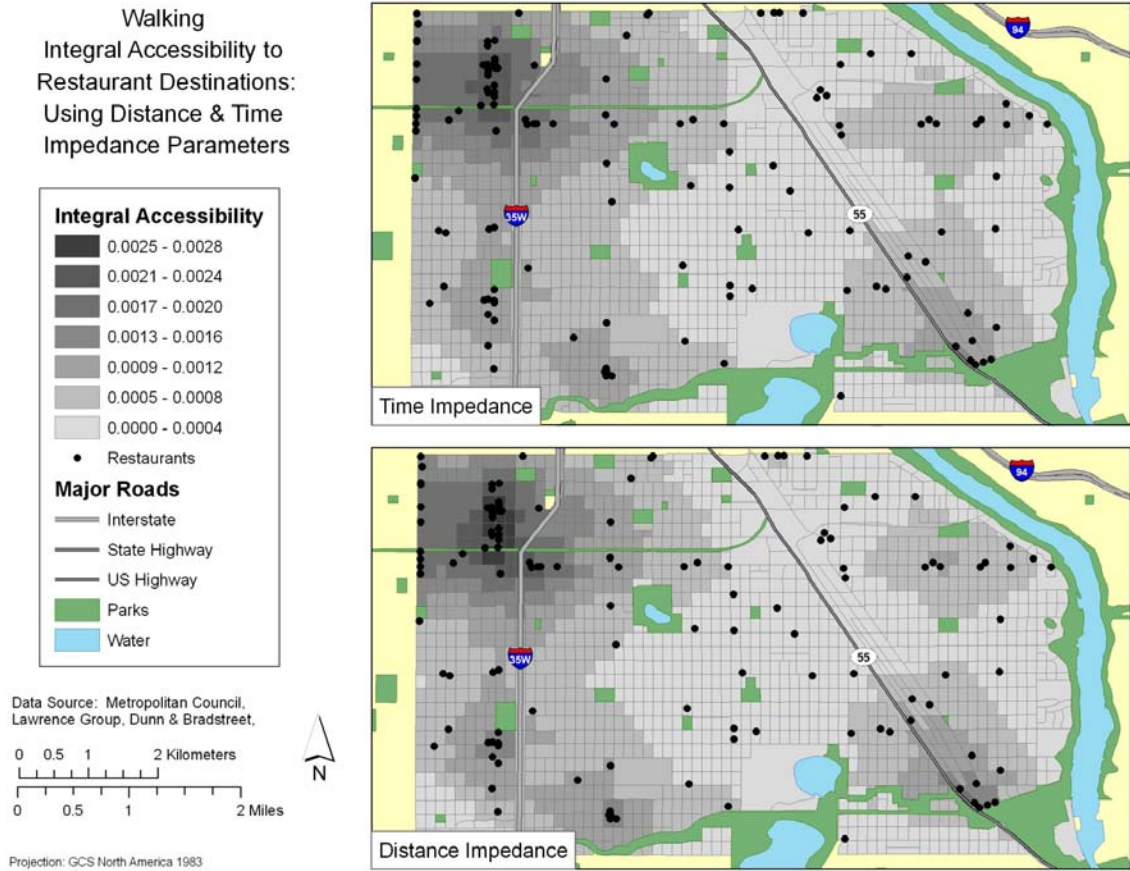 Walking
Integral Accessibility to
Restaurant Destinations:
Using Distance & Time
Impedance Parameters
Integral Accessibility
0.0025 - 0.0028
0.0021 - 0.0024
0.0017 - 0.0020
0.0013 - 0.0016
0.0009 - 0.0012
0.0005 - 0.0008
0.0000 - 0.0004
Restaurants
Major Roads
Interstate
State Highway
US Highway
Parks
Water
Data Source: Metropolitan Council,
Lawrence Group, Dunn & Bradstreet,
0 0.5 1 2 Kilometers
0 0.5 1 2 Miles
N
Projection: GCS North America 1983
94
35W
55
Time Impedance
94
35W
55
Distance Impedance